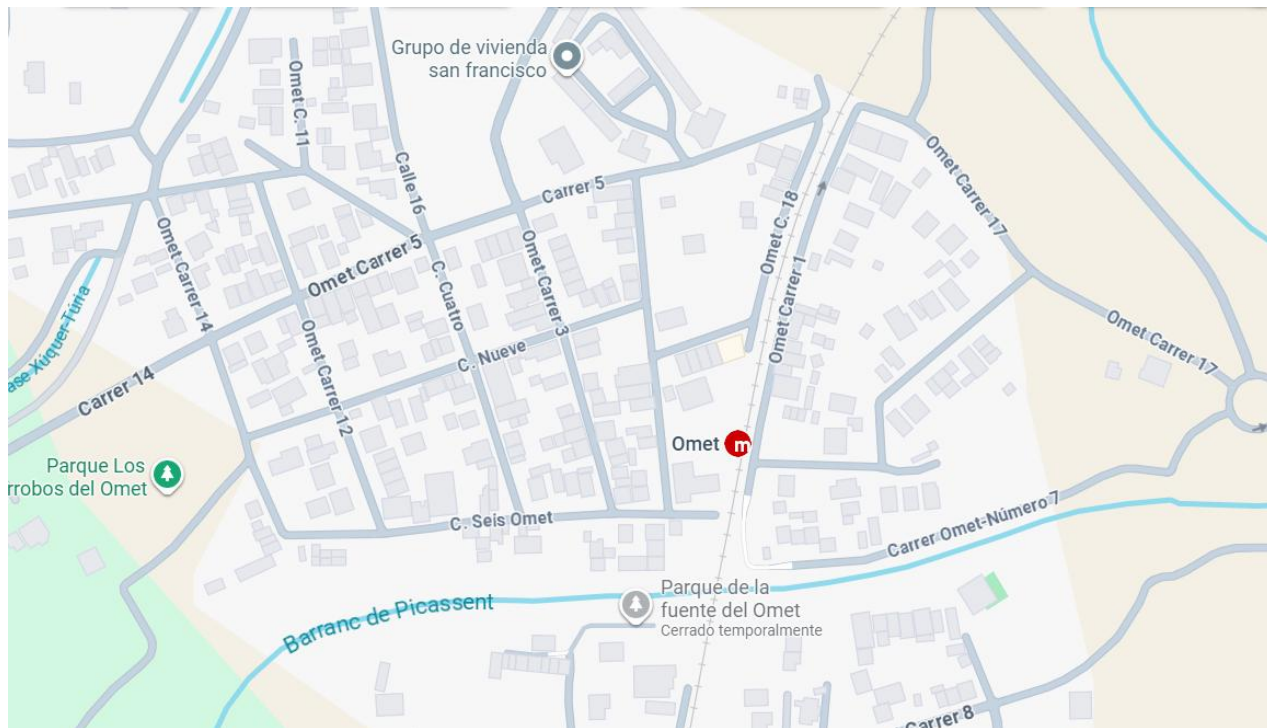 Grupo de vivienda
san francisco
Omet C. 11
Calle 16
Carrer 5
Omet Carrer 17
Omet C. 18
Omet Carrer 14
Omet Carrer 5
Omet Carrer 3
C. Cuatro
Omet Carrer 1
ase Xúquer-Túria
Omet Carrer 12
C. Nueve
Omet Carrer 17
Carrer 14
Omet
m
Parque Los
rrobos del Omet
C. Seis Omet
Carrer Omet-Número 7
Barranc de Picassent
Parque de la
fuente del Omet
Cerrado temporalmente
Carrer 8